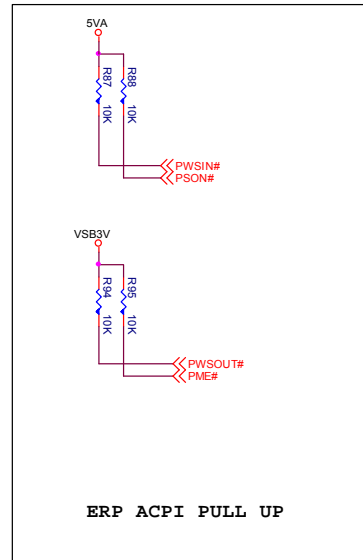 5VA
R87
10K
R88
10K
PWSIN#
PSON#
VSB3V
R94
10K
R95
10K
PWSOUT#
PME#
ERP ACPI PULL UP